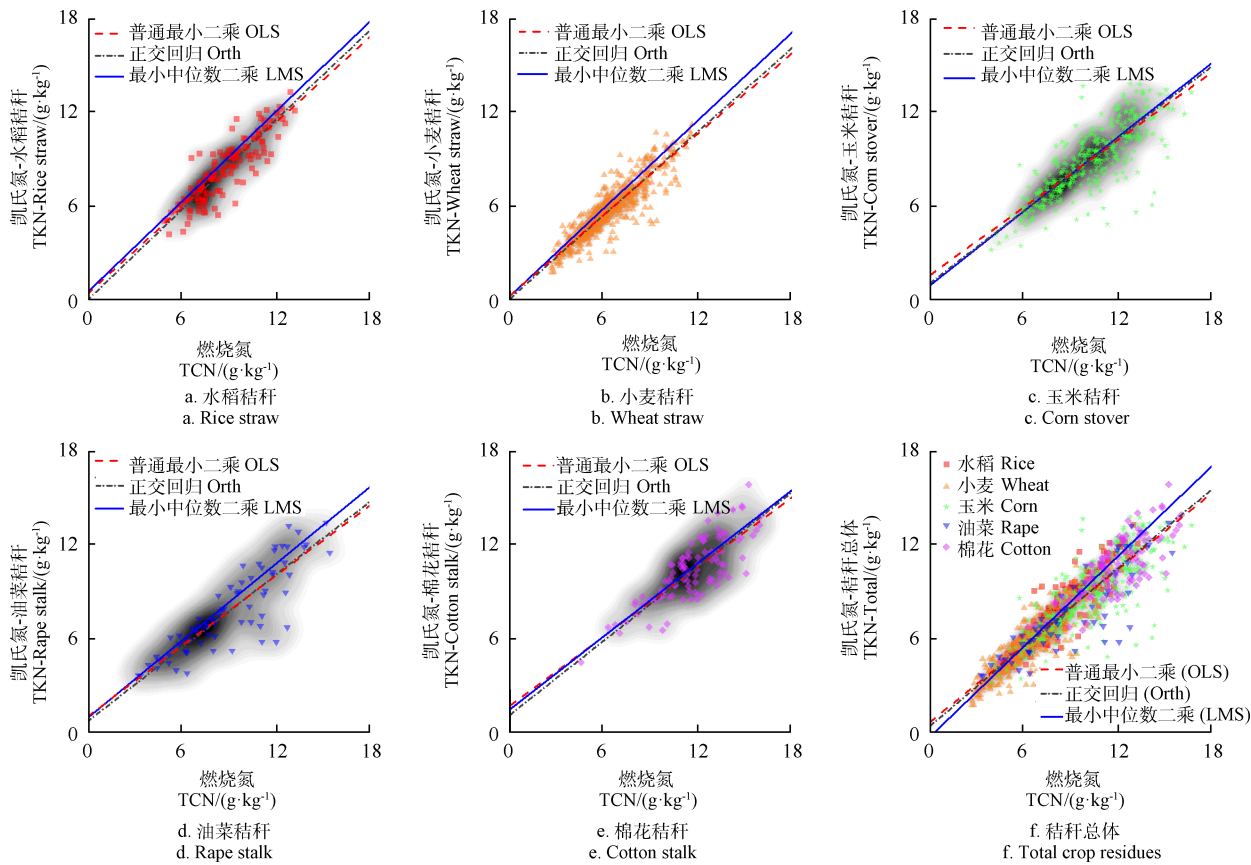 18
12
6
0
凯氏氮-水稻秸秆
TKN-Rice straw/(g·kg-1)
普通最小二乘 OLS
正交回归 Orth
最小中位数二乘 LMS
0 6 12 18
燃烧氮
TCN/(g·kg-1)
a. 水稻秸秆
a. Rice straw
18
12
6
0
凯氏氮-小麦秸秆
TKN-Wheat straw/(g·kg-1)
普通最小二乘 OLS
正交回归 Orth
最小中位数二乘 LMS
0 6 12 18
燃烧氮
TCN/(g·kg-1)
b. 小麦秸秆
b. Wheat straw
18
12
6
0
凯氏氮-玉米秸秆
TKN-Corn stover/(g·kg-1)
普通最小二乘 OLS
正交回归 Orth
最小中位数二乘 LMS
0 6 12 18
燃烧氮
TCN/(g·kg-1)
c. 玉米秸秆
c. Corn stover
18
12
6
0
凯氏氮-油菜秸秆
TKN-Rape stalk/(g·kg-1)
普通最小二乘 OLS
正交回归 Orth
最小中位数二乘 LMS
0 6 12 18
燃烧氮
TCN/(g·kg-1)
d. 油菜秸秆
d. Rape stalk
18
12
6
0
凯氏氮-棉花秸秆
TKN-Cotton stalk/(g·kg-1)
普通最小二乘 OLS
正交回归 Orth
最小中位数二乘 LMS
0 6 12 18
燃烧氮
TCN/(g·kg-1)
e. 棉花秸秆
e. Cotton stalk
18
12
6
0
凯氏氮-秸秆总体
TKN-Total/(g·kg-1)
水稻 Rice
小麦 Wheat
玉米 Corn
油菜 Rape
棉花 Cotton
普通最小二乘 (OLS)
正交回归 (Orth)
最小中位数二乘 (LMS)
0 6 12 18
燃烧氮
TCN/(g·kg-1)
f. 秸秆总体
f. Total crop residues